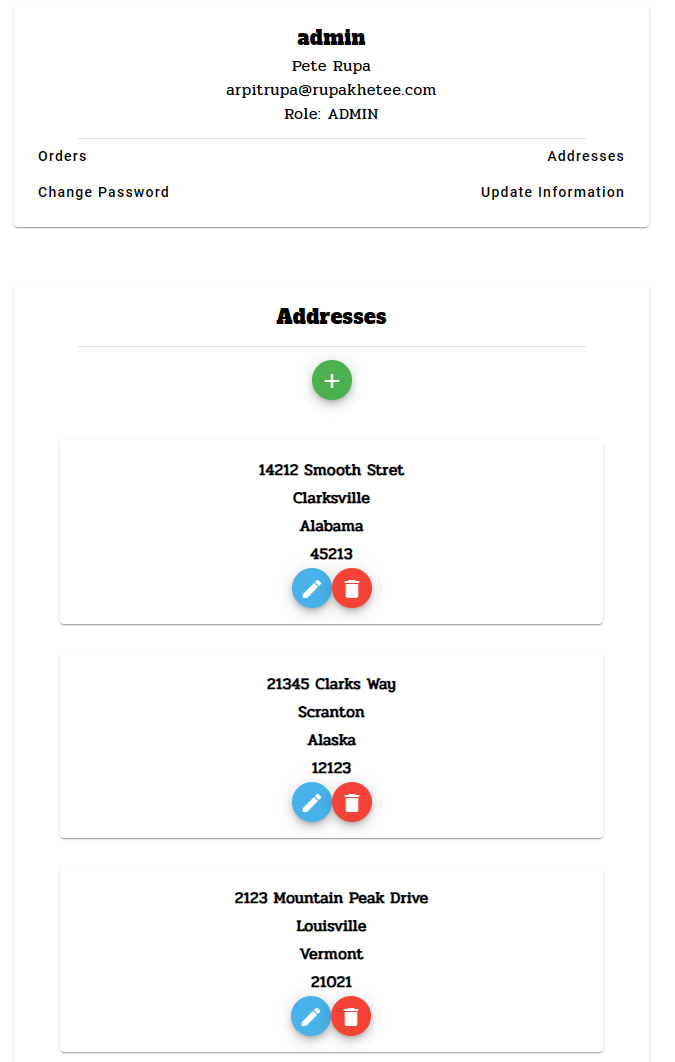 admin
Pete Rupa
arpitrupa@rupakhetee.com
Role: ADMIN
Orders
Addresses
Change Password
Update Information
Addresses
14212 Smooth Stret
Clarksville
Alabama
45213
21345 Clarks Way
Scranton
Alaska
12123
2123 Mountain Peak Drive
Louisville
Vermont
21021